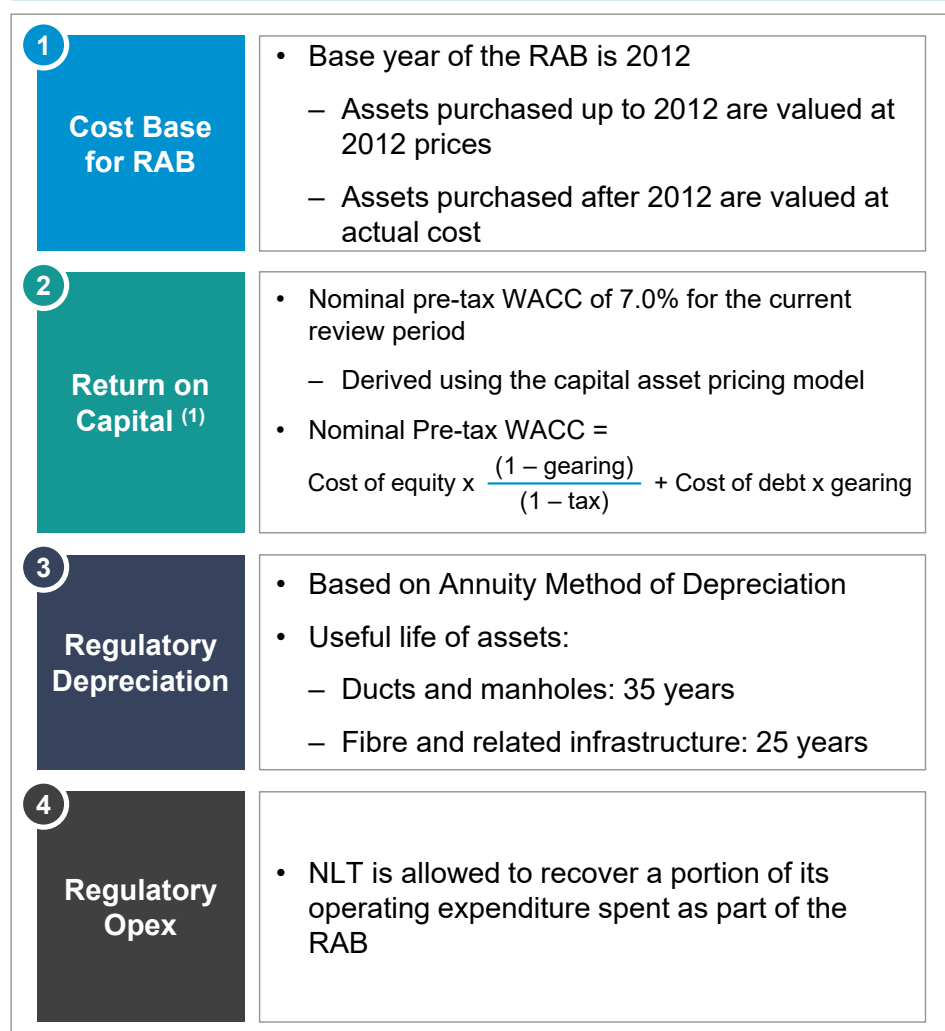 1
Cost Base
for RAB
• Base year of the RAB is 2012
– Assets purchased up to 2012 are valued at
2012 prices
– Assets purchased after 2012 are valued at
actual cost
2
Return on
Capital (1)
• Nominal pre-tax WACC of 7.0% for the current
review period
– Derived using the capital asset pricing model
• Nominal Pre-tax WACC =
Cost of equity x (1 – gearing) / (1 – tax) + Cost of debt x gearing
3
Regulatory
Depreciation
• Based on Annuity Method of Depreciation
• Useful life of assets:
– Ducts and manholes: 35 years
– Fibre and related infrastructure: 25 years
4
Regulatory
Opex
• NLT is allowed to recover a portion of its
operating expenditure spent as part of the
RAB